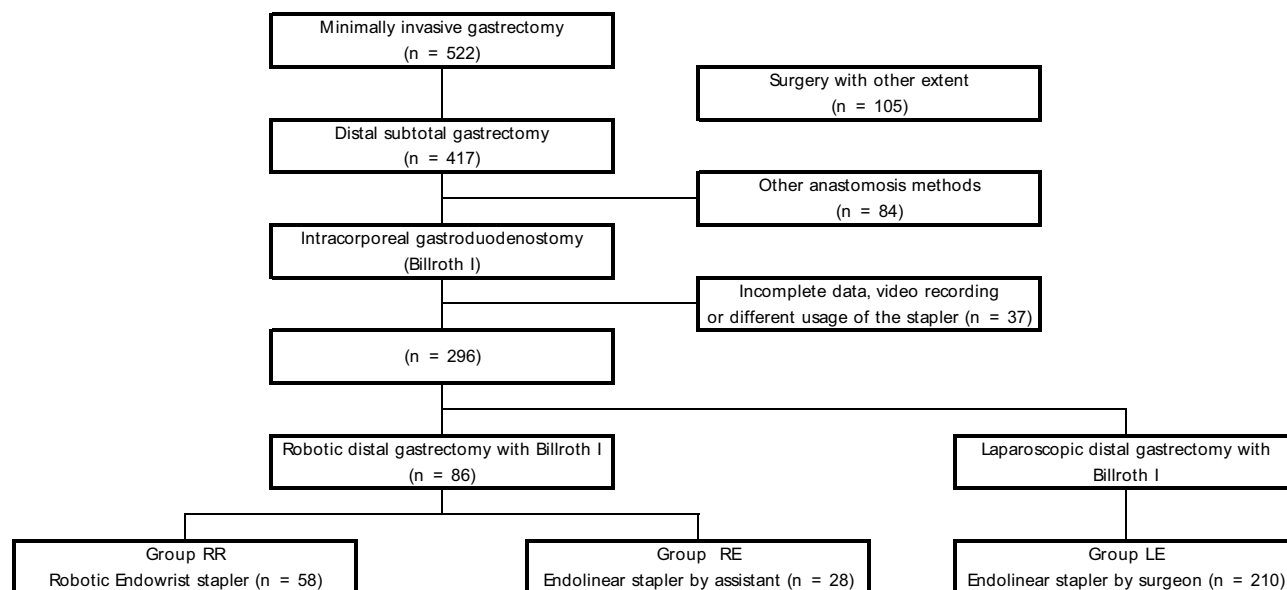 Minimally invasive gastrectomy
(n = 522)
Surgery with other extent
(n = 105)
Distal subtotal gastrectomy
(n = 417)
Other anastomosis methods
(n = 84)
Intracorporeal gastroduodenostomy
(Billroth I)
Incomplete data, video recording
or different usage of the stapler (n = 37)
(n = 296)
Robotic distal gastrectomy with Billroth I
(n = 86)
Laparoscopic distal gastrectomy with
Billroth I
Group RR
Robotic Endowrist stapler (n = 58)
Group RE
Endolinear stapler by assistant (n = 28)
Group LE
Endolinear stapler by surgeon (n = 210)